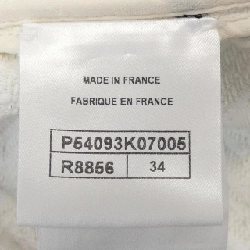 MADE IN FRANCE
FABRIQUE EN FRANCE
P54093K07005
R8856 34